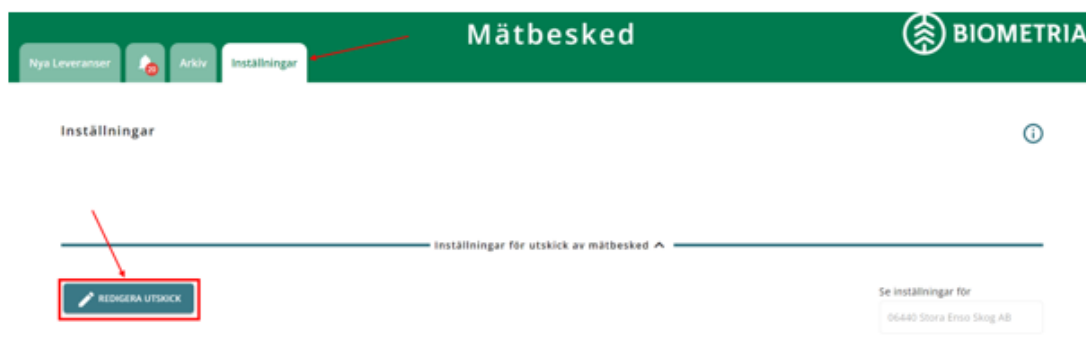 Mätbesked
BIOMETRIA
Nya Leveranser
20
Arkiv
Inställningar
Inställningar
Inställningar för utskick av mätbesked
REDIGERA UTSKICK
Se inställningar för
06440 Stora Enso Skog AB